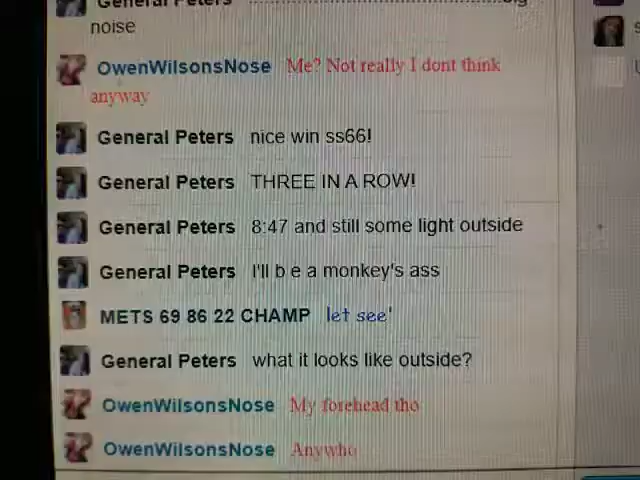 General Peters
noise
OwenWilsonsNose Me? Not really I dont think
anyway
General Peters nice win ss66!
General Peters THREE IN A ROW!
General Peters 8:47 and still some light outside
General Peters I'll b e a monkey's ass
METS 69 86 22 CHAMP let see'
General Peters what it looks like outside?
OwenWilsonsNose My forehead tho
OwenWilsonsNose Anywho